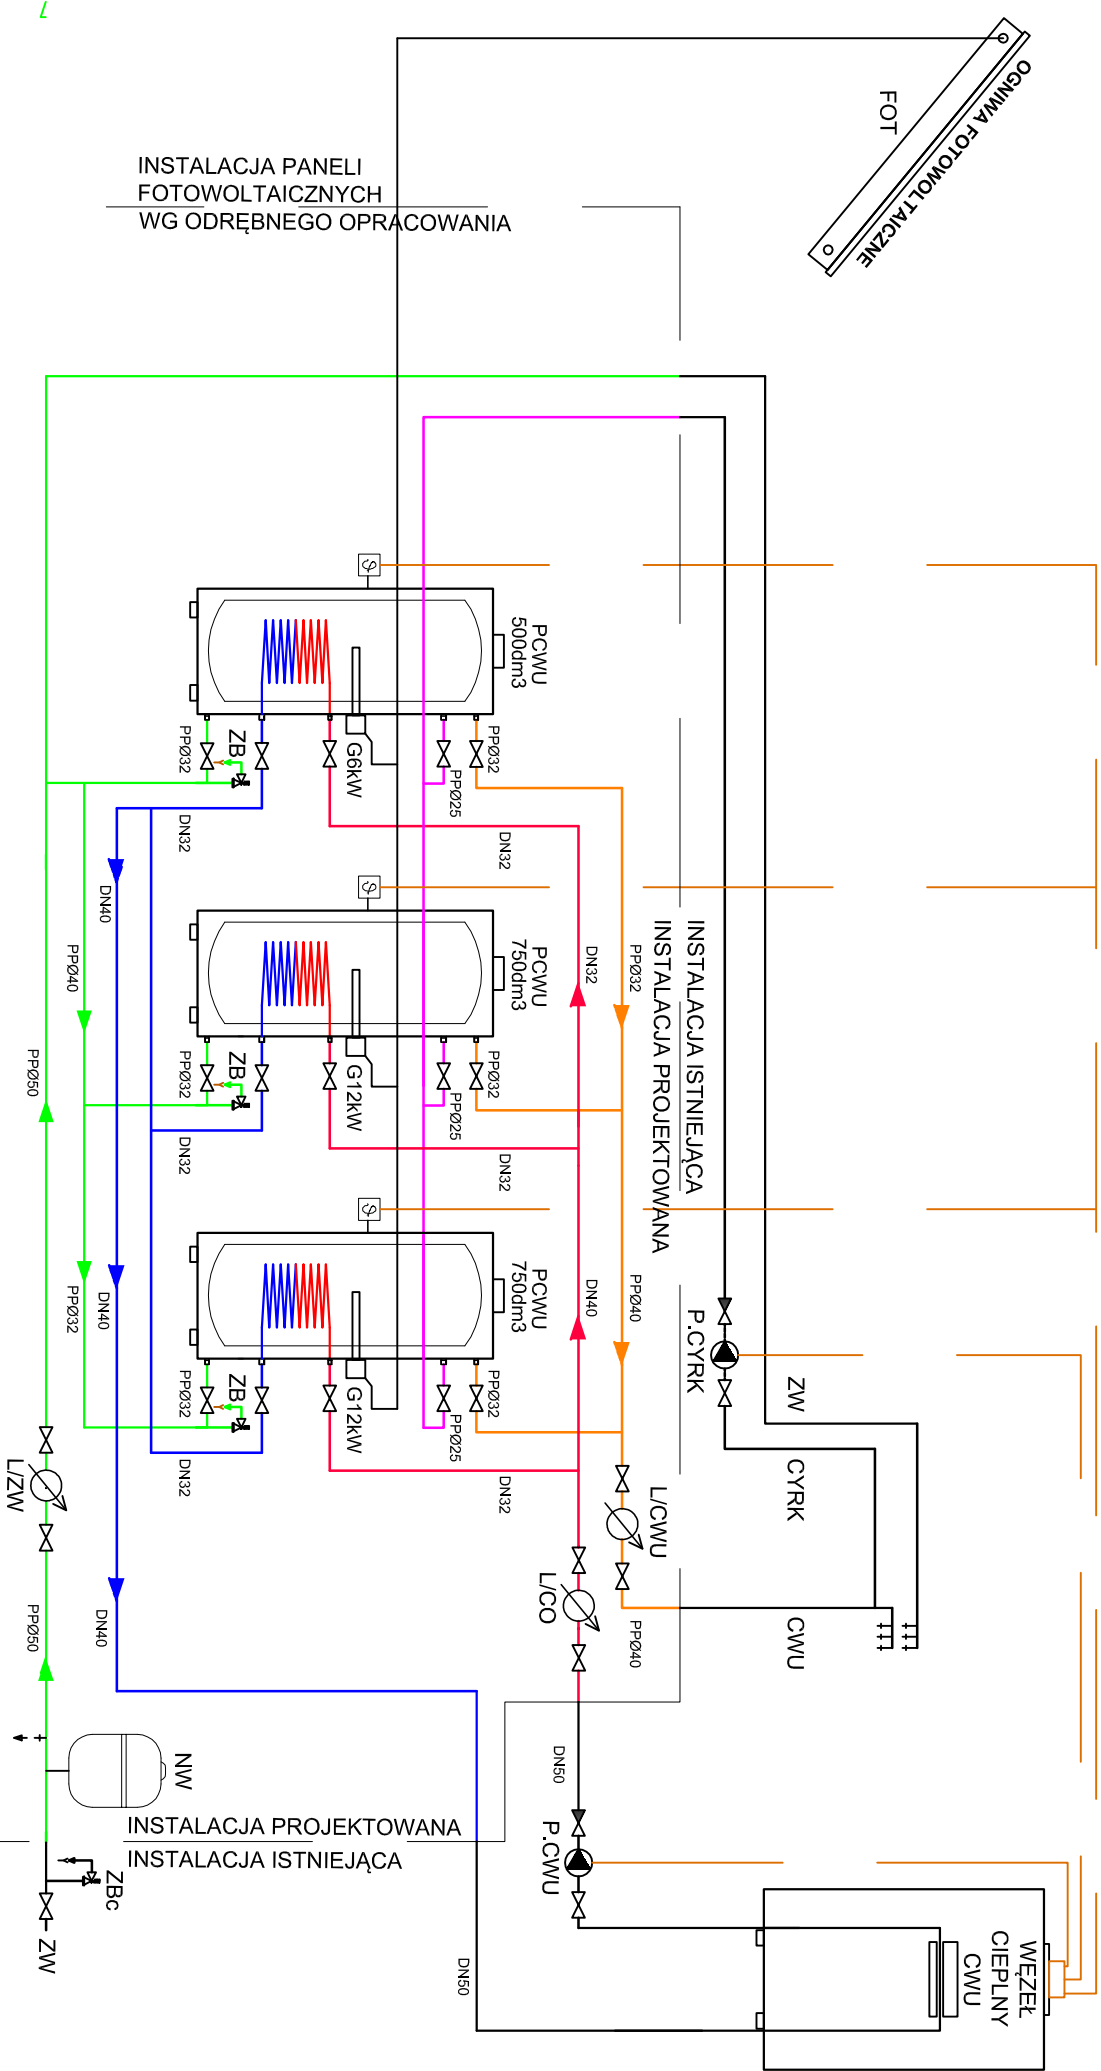 OGNIWA FOTOWOLTAICZNE
FOT
INSTALACJA PANELI
FOTOWOLTAICZNYCH
WG ODRĘBNEGO OPRACOWANIA
PCWU
500dm3
PPØ32
ZB
G6kW
PPØ25
PPØ32
DN32
DN32
DN40
PCWU
750dm3
INSTALACJA ISTNIEJĄCA
INSTALACJA PROJEKTOWANA
PPØ40
DN32
PPØ32
PPØ50
PPØ32
ZB
G12kW
PPØ25
PPØ32
DN32
DN32
PCWU
750dm3
PPØ32
DN40
DN40
PPØ40
P.CYRK
ZW
PPØ32
ZB
G12kW
PPØ25
PPØ32
DN32
DN32
CYRK
L/ZW
L/CWU
L/CO
PPØ50
DN40
PPØ40
CWU
NW
DN50
INSTALACJA PROJEKTOWANA
INSTALACJA ISTNIEJĄCA
P.CWU
ZBc
ZW
DN50
WĘZEŁ
CIEPLNY
CWU